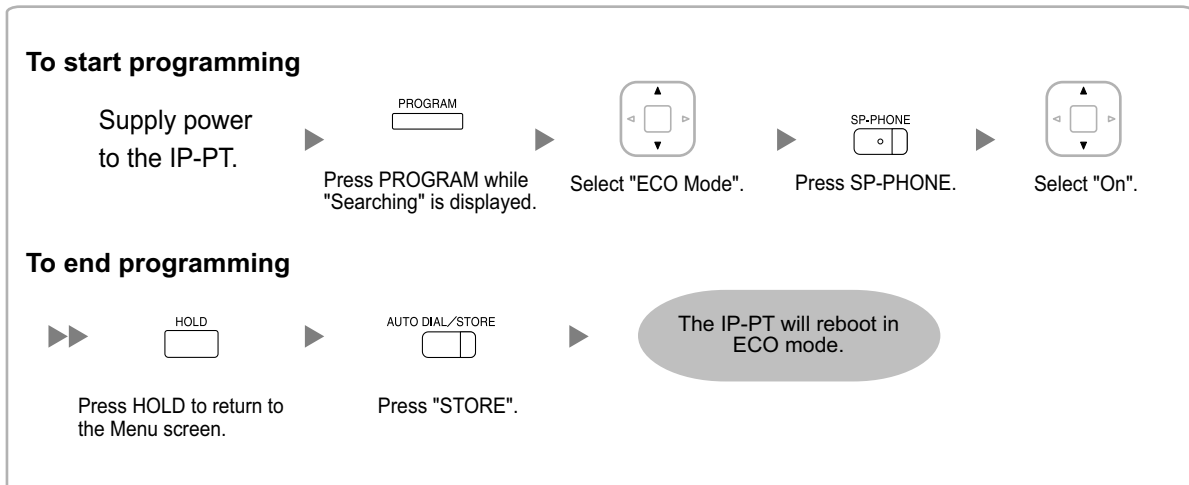 To start programming
Supply power
to the IP-PT.
PROGRAM
Press PROGRAM while
"Searching" is displayed.
Select "ECO Mode".
SP-PHONE
Press SP-PHONE.
Select "On".
To end programming
HOLD
Press HOLD to return to
the Menu screen.
AUTO DIAL/STORE
Press "STORE".
The IP-PT will reboot in
ECO mode.